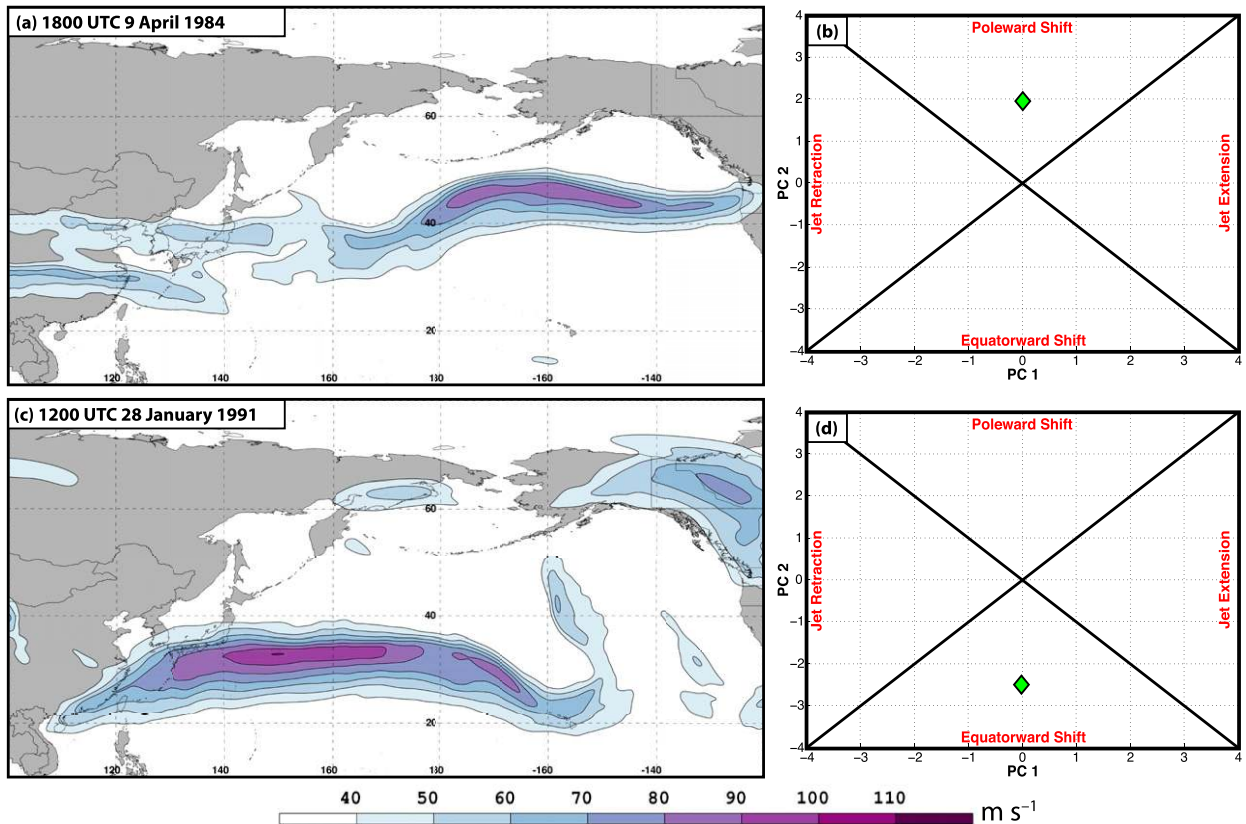 (a) 1800 UTC 9 April 1984
60
40
20
120 140 160 180 -160 -140
(b)
Poleward Shift
Jet Retraction
Jet Extension
Equatorward Shift
PC 2
4
3
2
1
0
−1
−2
−3
−4
−4 −3 −2 −1 0 1 2 3 4
PC 1
(c) 1200 UTC 28 January 1991
60
40
20
120 140 160 180 -160 -140
(d)
Poleward Shift
Jet Retraction
Jet Extension
Equatorward Shift
PC 2
4
3
2
1
0
−1
−2
−3
−4
−4 −3 −2 −1 0 1 2 3 4
PC 1
40 50 60 70 80 90 100 110 m s⁻¹